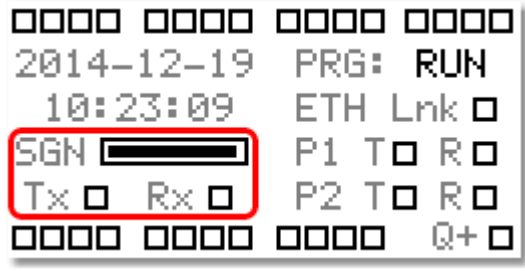 2014-12-19 PRG: RUN
10:23:09 ETH Lnk
SGN P1 T R
Tx Rx P2 T R
Q+